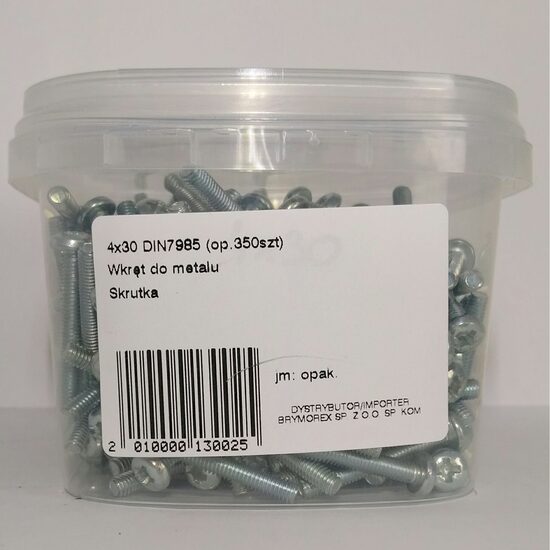 4x30 DIN7985 (op.350szt)
Wkręt do metalu
Skrutka
jm: opak.
DYSTRYBUTOR/IMPORTER
BRYMOREX SP. Z O.O. SP. KOM
2 010000 130025